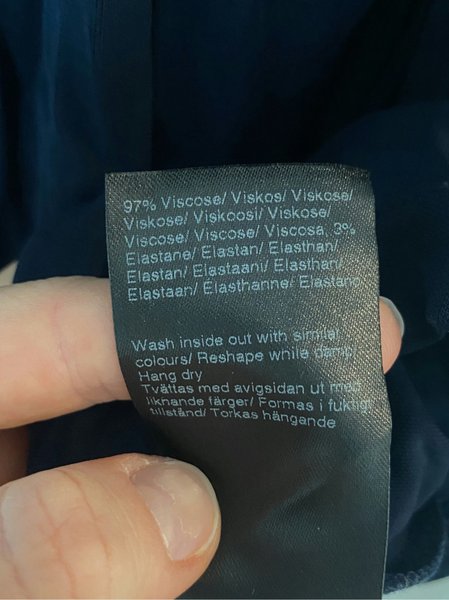 97% Viscose/ Viskos/ Viskose/
Viskose/ Viskoosi/ Viskose/
Viscose/ Viscose/ Viscosa, 3%
Elastane/ Elastan/ Elasthan/
Elastan/ Elastaani/ Elasthan/
Elastaan/ Élasthanne/ Elastano
Wash inside out with similar
colours/ Reshape while damp/
Hang dry
Tvättas med avigsidan ut med
liknande färger/ Formas i fuktigt
tillstånd/ Torkas hängande